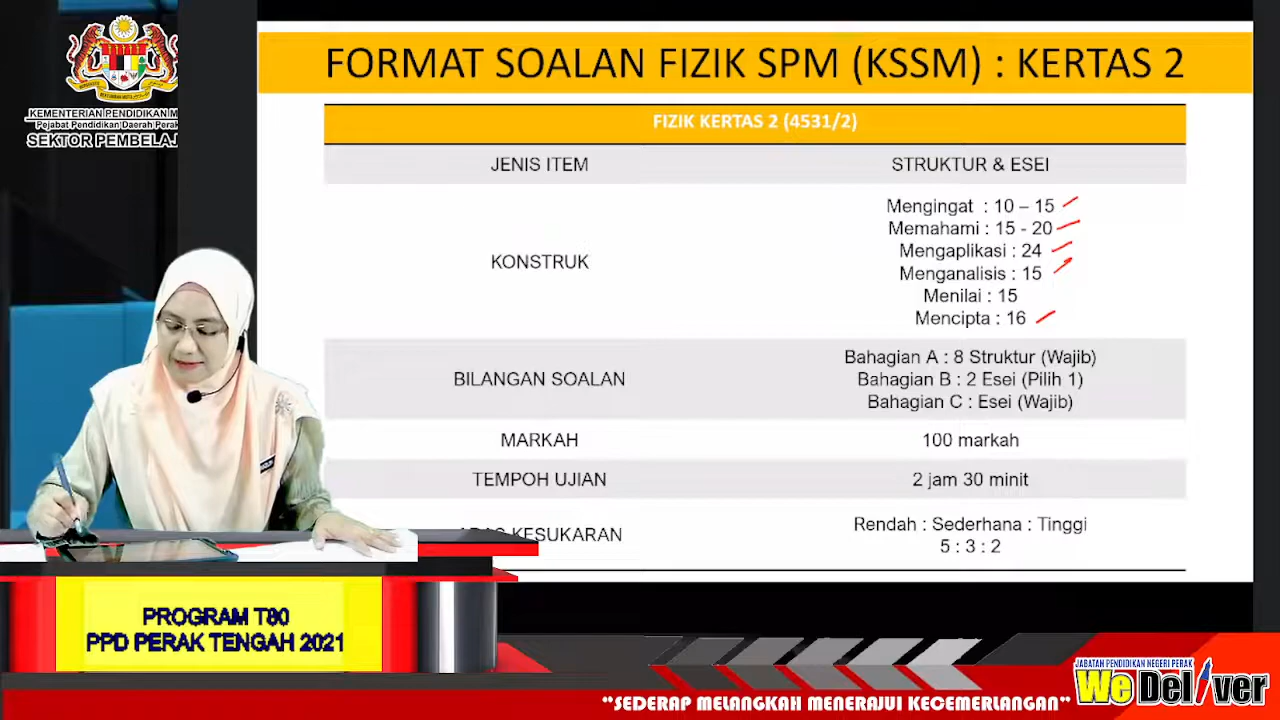 FORMAT SOALAN FIZIK SPM (KSSM) : KERTAS 2
KEMENTERIAN PENDIDIKAN
Pejabat Pendidikan Daerah
SEKTOR
FIZIK KERTAS 2 (4531/2)
JENIS ITEM
STRUKTUR & ESEI
KONSTRUK
Mengingat : 10 – 15
Memahami : 15 - 20
Mengaplikasi : 24
Menganalisis : 15
Menilai : 15
Mencipta : 16
BILANGAN SOALAN
Bahagian A : 8 Struktur (Wajib)
Bahagian B : 2 Esei (Pilih 1)
Bahagian C : Esei (Wajib)
MARKAH
100 markah
TEMPOH UJIAN
2 jam 30 minit
KESUKARAN
Rendah : Sederhana : Tinggi
5 : 3 : 2
PROGRAM T80
PPD PERAK TENGAH 2021
JABATAN PENDIDIKAN NEGERI PERAK
We Deliver
"SEDERAP MELANGKAH MENERAJUI KECEMERLANGAN"